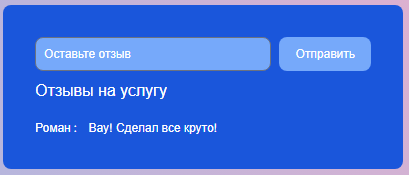 Оставьте отзыв
Отправить
Отзывы на услугу
Роман : Вау! Сделал все круто!